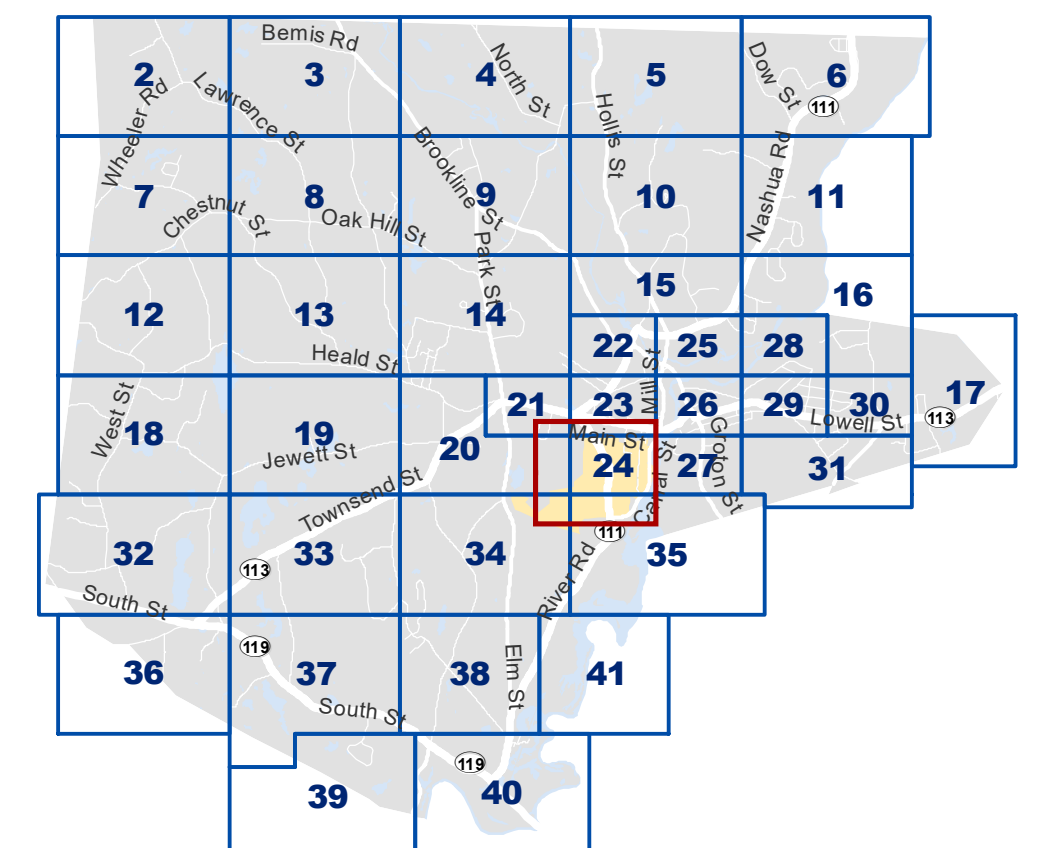 Bemis Rd
2
3
4
5
6
North St
Dow St
111
Wheeler Rd
Lawrence St
Hollis St
Brookline St
Nashua Rd
7
8
9
10
11
Chestnut St
Oak Hill St
Park St
12
13
14
15
16
Heald St
22
25
28
Mill St
17
113
West St
18
19
20
21
23
26
29
30
Lowell St
Jewett St
Main St
24
27
Groton St
31
Townsend St
Canal St
32
33
34
35
113
111
River Rd
South St
119
36
37
38
41
Elm St
South St
119
39
40